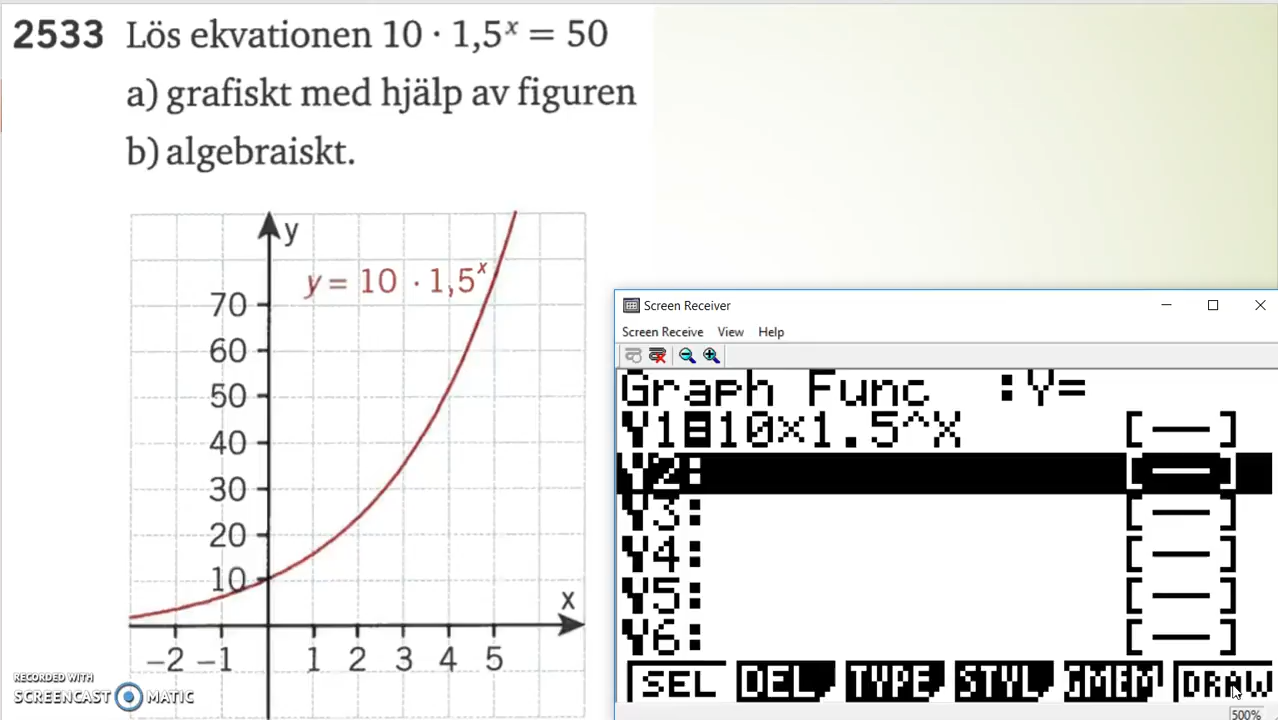 2533 Lös ekvationen 10 · 1,5ˣ = 50
a) grafiskt med hjälp av figuren
b) algebraiskt.
y
y = 10 · 1,5ˣ
70
60
50
40
30
20
10
x
−2 −1 1 2 3 4 5
RECORDED WITH
SCREENCAST MATIC
Screen Receiver
Screen Receive View Help
Graph Func :Y=
Y1=10×1.5^X [—]
Y2: [—]
Y3: [—]
Y4: [—]
Y5: [—]
Y6: [—]
SEL DEL TYPE STYL GMEM DRAW
500%